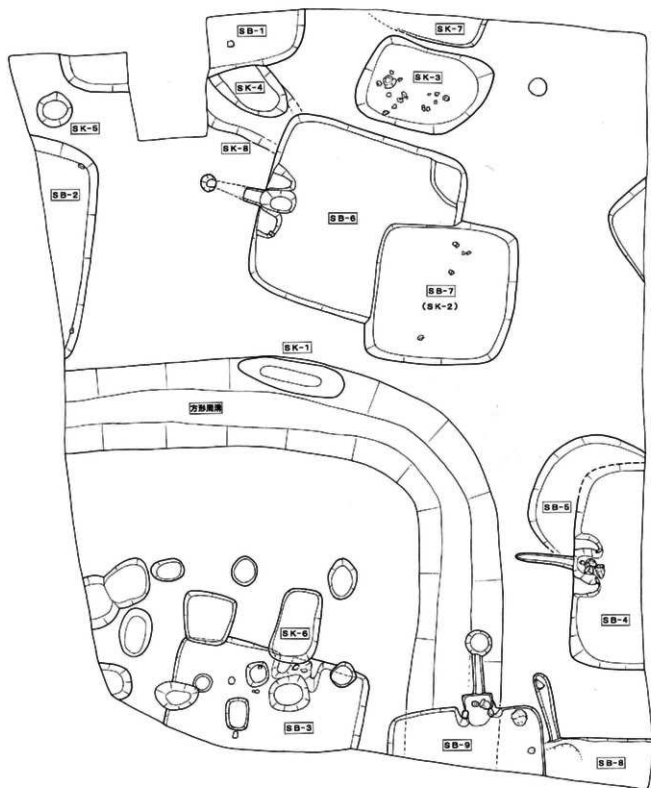 SB-1
SK-7
SK-3
SK-4
SK-5
SK-8
SB-2
SB-6
SB-7
(SK-2)
SK-1
方形周溝
SB-5
SB-4
SK-6
SB-3
SB-9
SB-8